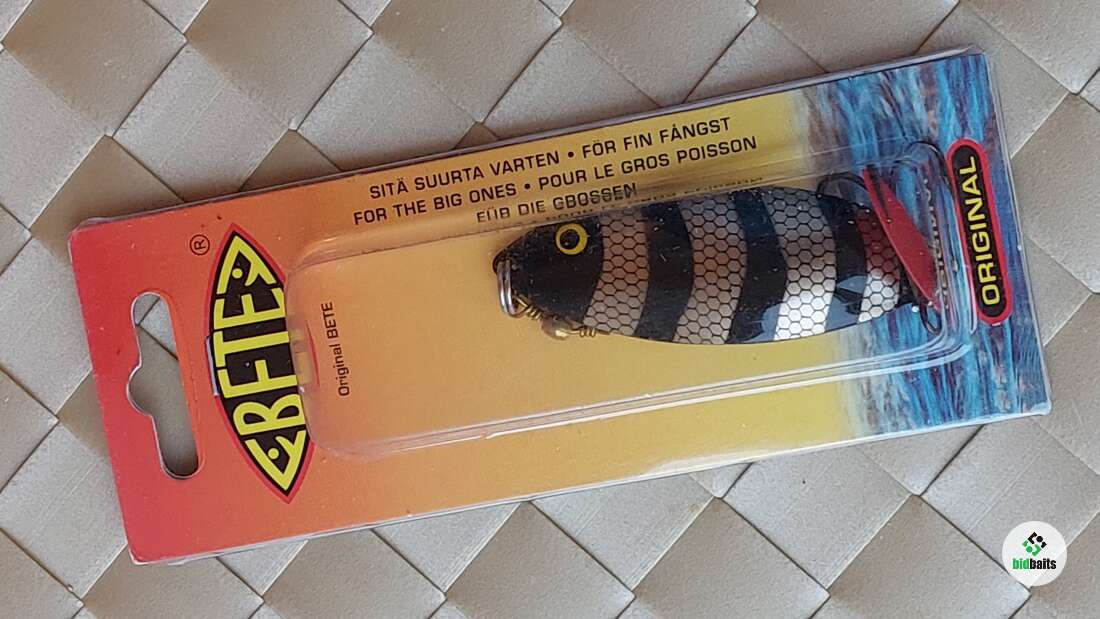 SITÄ SUURTA VARTEN • FÖR FIN FÅNGST
FOR THE BIG ONES • POUR LE GROS POISSON
FÜR DIE GROSSEN
®
BETE
Original BETE
ORIGINAL
bidbaits